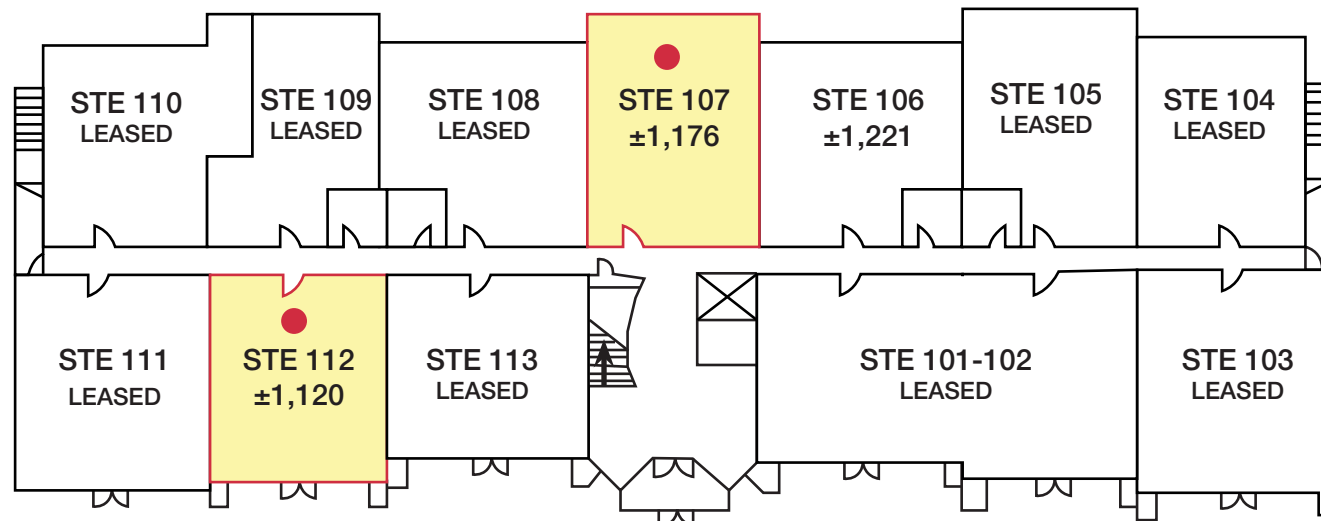 STE 110
LEASED
STE 109
LEASED
STE 108
LEASED
STE 107
±1,176
STE 106
±1,221
STE 105
LEASED
STE 104
LEASED
STE 111
LEASED
STE 112
±1,120
STE 113
LEASED
STE 101-102
LEASED
STE 103
LEASED